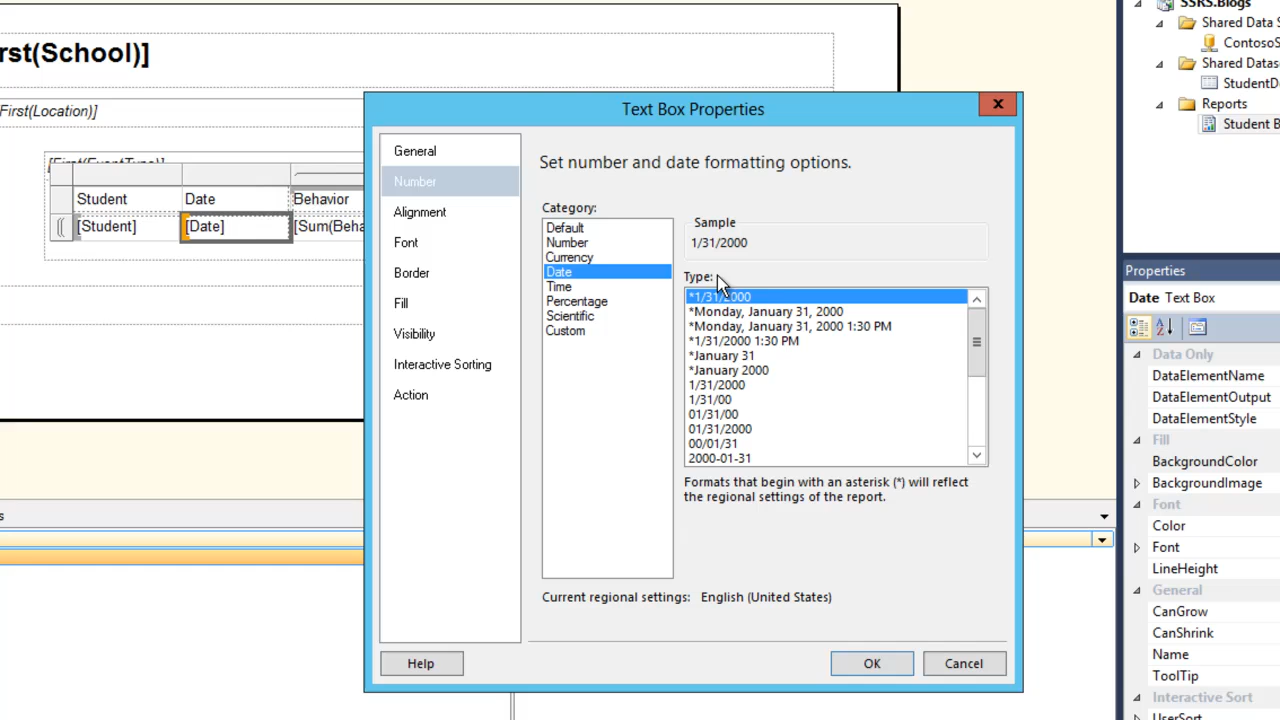 rst(School)]
First(Location)]
[First(EventType)]
Student Date Behavior
[Student] [Date] [Sum(Beha
s
Text Box Properties
General
Number
Alignment
Font
Border
Fill
Visibility
Interactive Sorting
Action
Set number and date formatting options.
Category:
Default
Number
Currency
Date
Time
Percentage
Scientific
Custom
Sample
1/31/2000
Type:
*1/31/2000
*Monday, January 31, 2000
*Monday, January 31, 2000 1:30 PM
*1/31/2000 1:30 PM
*January 31
*January 2000
1/31/2000
1/31/00
01/31/00
01/31/2000
00/01/31
2000-01-31
Formats that begin with an asterisk (*) will reflect
the regional settings of the report.
Current regional settings: English (United States)
Help OK Cancel
SSRS.Blogs
Shared Data S
ContosoS
Shared Datase
StudentDe
Reports
Student B
Properties
Date Text Box
Data Only
DataElementName
DataElementOutput
DataElementStyle
Fill
BackgroundColor
BackgroundImage
Font
Color
Font
LineHeight
General
CanGrow
CanShrink
Name
ToolTip
Interactive Sort
UserSort